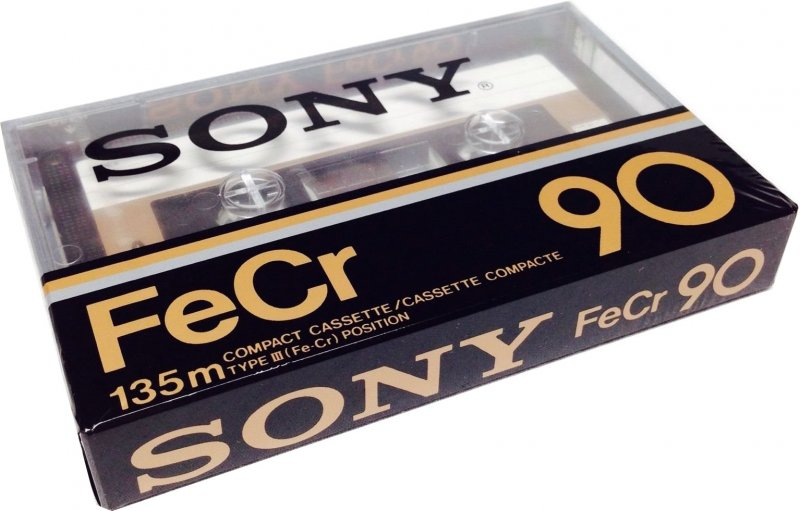 SONY®
FeCr 90
COMPACT CASSETTE/CASSETTE COMPACTE
135m TYPE III (Fe-Cr) POSITION
SONY FeCr 90